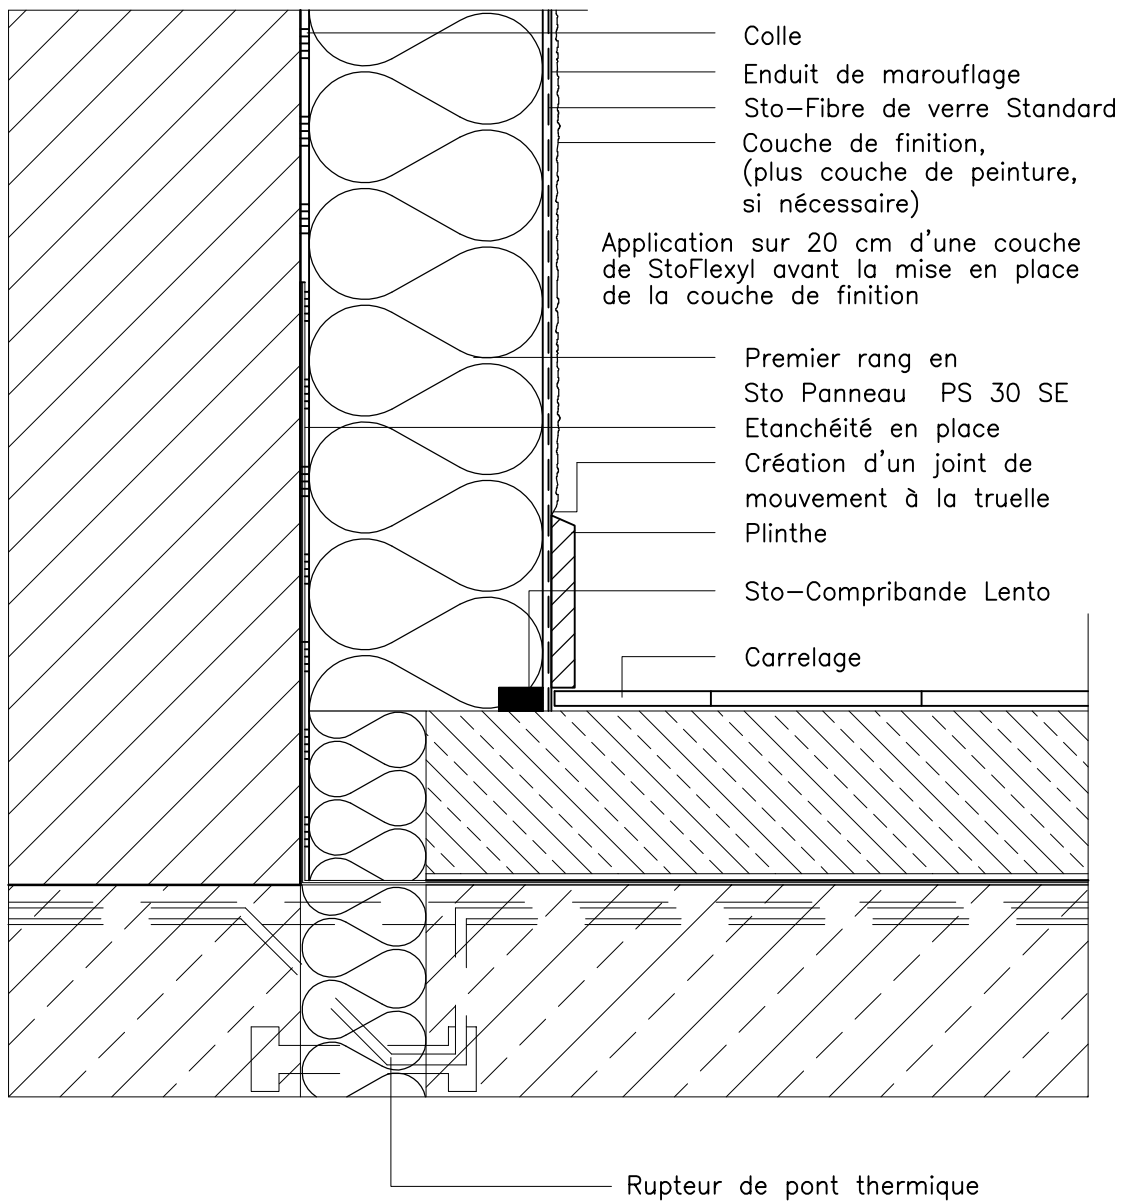 Colle
Enduit de marouflage
Sto-Fibre de verre Standard
Couche de finition,
(plus couche de peinture,
si nécessaire)
Application sur 20 cm d'une couche
de StoFlexyl avant la mise en place
de la couche de finition
Premier rang en
Sto Panneau PS 30 SE
Etanchéité en place
Création d'un joint de
mouvement à la truelle
Plinthe
Sto-Compribande Lento
Carrelage
Rupteur de pont thermique